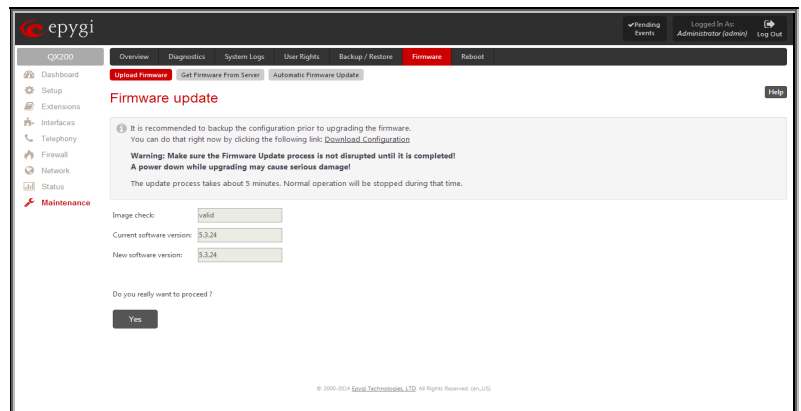 epygi
✔Pending Events
Logged In As:
Administrator (admin)
Log Out
QX200
Overview Diagnostics System Logs User Rights Backup / Restore Firmware Reboot
Dashboard
Setup
Extensions
Interfaces
Telephony
Firewall
Network
Status
Maintenance
Upload Firmware Get Firmware From Server Automatic Firmware Update
Firmware update
Help
It is recommended to backup the configuration prior to upgrading the firmware.
You can do that right now by clicking the following link: Download Configuration
Warning: Make sure the Firmware Update process is not disrupted until it is completed!
A power down while upgrading may cause serious damage!
The update process takes about 5 minutes. Normal operation will be stopped during that time.
Image check: valid
Current software version: 5.3.24
New software version: 5.3.24
Do you really want to proceed ?
Yes
© 2000-2014 Epygi Technologies, LTD. All Rights Reserved. (en_US)